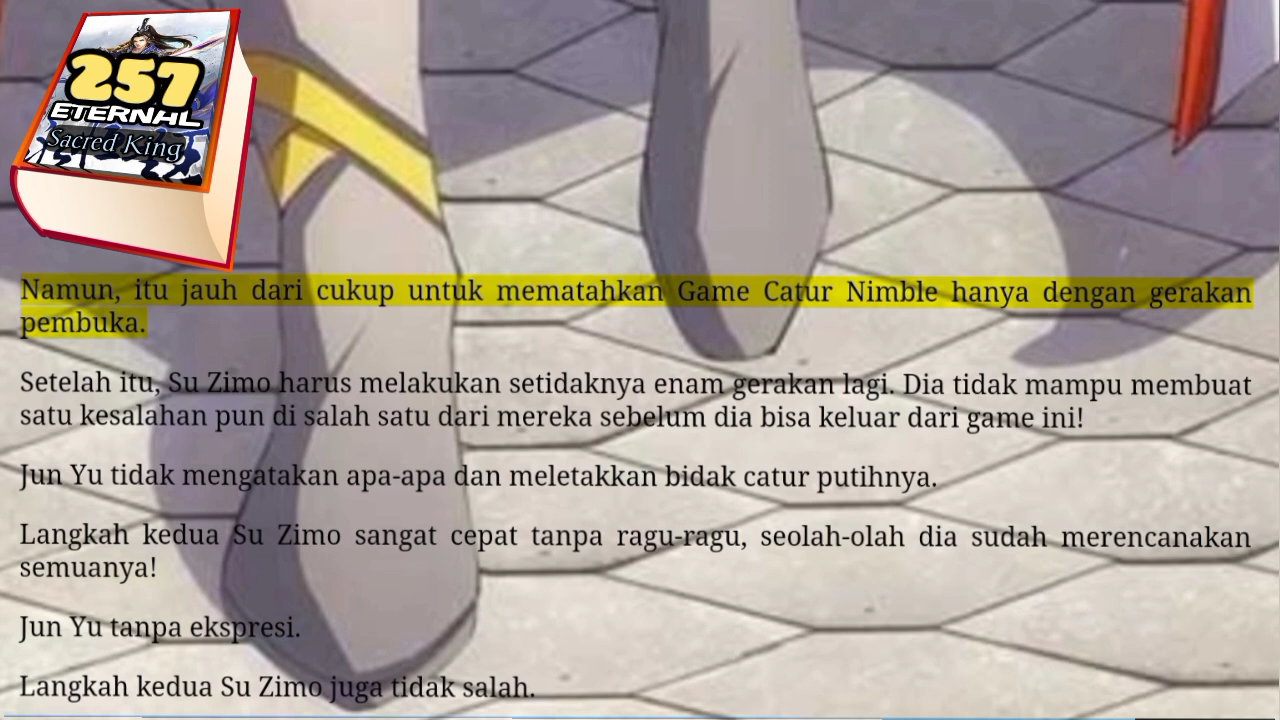 257
ETERNAL
Sacred King
Namun, itu jauh dari cukup untuk mematahkan Game Catur Nimble hanya dengan gerakan
pembuka.
Setelah itu, Su Zimo harus melakukan setidaknya enam gerakan lagi. Dia tidak mampu membuat
satu kesalahan pun di salah satu dari mereka sebelum dia bisa keluar dari game ini!
Jun Yu tidak mengatakan apa-apa dan meletakkan bidak catur putihnya.
Langkah kedua Su Zimo sangat cepat tanpa ragu-ragu, seolah-olah dia sudah merencanakan
semuanya!
Jun Yu tanpa ekspresi.
Langkah kedua Su Zimo juga tidak salah.